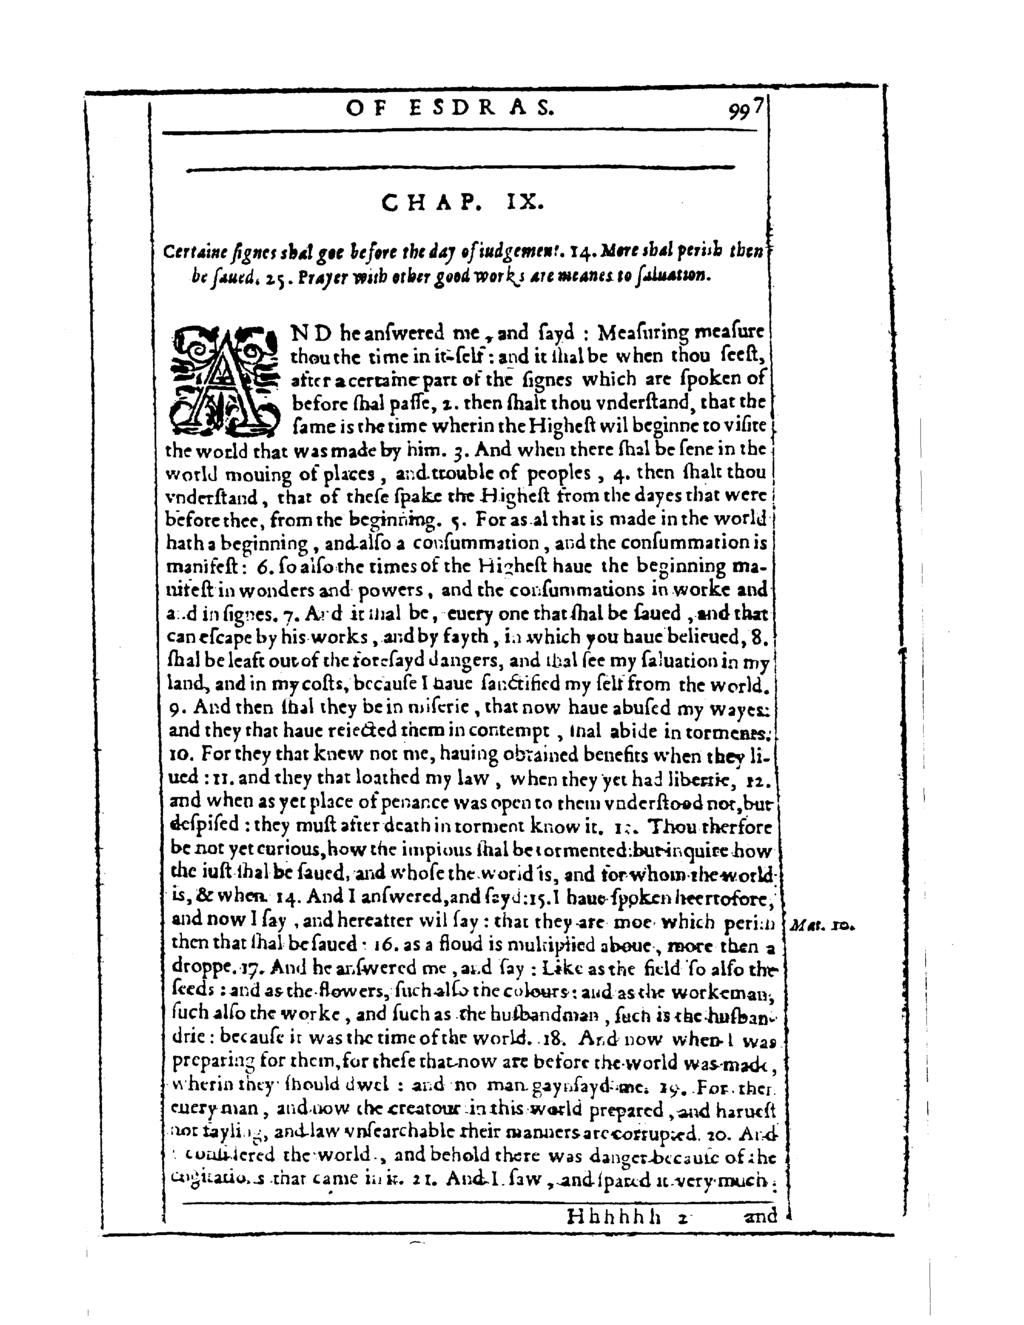 OF ESDRAS.
997
CHAP. IX.
Certaine ſignes shal goe before the day of iudgement. 14. More shal perish then
be ſaued. 25. Prayer with other good works are meanes to ſaluation.
AND he anſwered me, and ſayd : Meaſuring meaſure
thou the time in it-ſelf : and it ſhal be when thou ſeeſt,
after a certaine part of the ſignes which are ſpoken of
before ſhal paſſe, 2. then ſhalt thou vnderſtand, that the
ſame is the time wherin the Higheſt wil beginne to viſite
the world that was made by him. 3. And when there ſhal be ſene in the
world mouing of places, and trouble of peoples, 4. then ſhalt thou
vnderſtand, that of theſe ſpake the Higheſt from the dayes that were
before thee, from the beginning. 5. For as al that is made in the world
hath a beginning, and alſo a conſummation, and the conſummation is
manifeſt : 6. ſo alſo the times of the Higheſt haue the beginning ma-
nifeſt in wonders and powers, and the conſummations in worke and
and in ſignes. 7. And it ſhal be, euery one that ſhal be ſaued, and that
can eſcape by his works, and by fayth, in which you haue belieued, 8.
ſhal be leaft out of the foreſayd dangers, and ſhal ſee my ſaluation in my
land, and in my coſts, becauſe I haue ſanctified my ſelf from the world.
9. And then ſhal they be in miſerie, that now haue abuſed my wayes:
and they that haue reiected them in contempt, ſhal abide in torments.
10. For they that knew not me, hauing obtained benefits when they li-
ued : 11. and they that loathed my law, when they yet had libertie, 12.
and when as yet place of penance was open to them vnderſtood not, but
deſpiſed : they muſt after death in torment know it. 13. Thou therfore
be not yet curious, how the impious ſhal be tormented: but inquire how
the iuſt ſhal be ſaued, and whoſe the world is, and for whom the world
is, & when. 14. And I anſwered, and ſayd: 15. I haue ſpoken heertofore,
and now I ſay, and hereafter wil ſay : that they are moe which perish
Mat. 10.
then that ſhal be ſaued : 16. as a floud is multiplied aboue, more then a
droppe. 17. And he anſwered me, and ſay : Like as the field ſo alſo the
ſeeds : and as the flowers, ſuch alſo the colours : and as the workeman,
ſuch alſo the worke, and ſuch as the huſbandman, ſuch is the huſban-
drie : becauſe it was the time of the world. 18. And now when I was
preparing for them, for theſe that now are before the world was made,
wherin they ſhould dwel : and no man gaynſayd me. 19. For then
euery man, and now the creatour in this world prepared, and harueſt
not fayling, and law vnſearchable their manners are corrupted. 20. And
I conſidered the world, and behold there was danger becauſe of the
cogitations that came in it. 21. And I ſaw, and ſpared it very much:
Hhhhhh 2
and